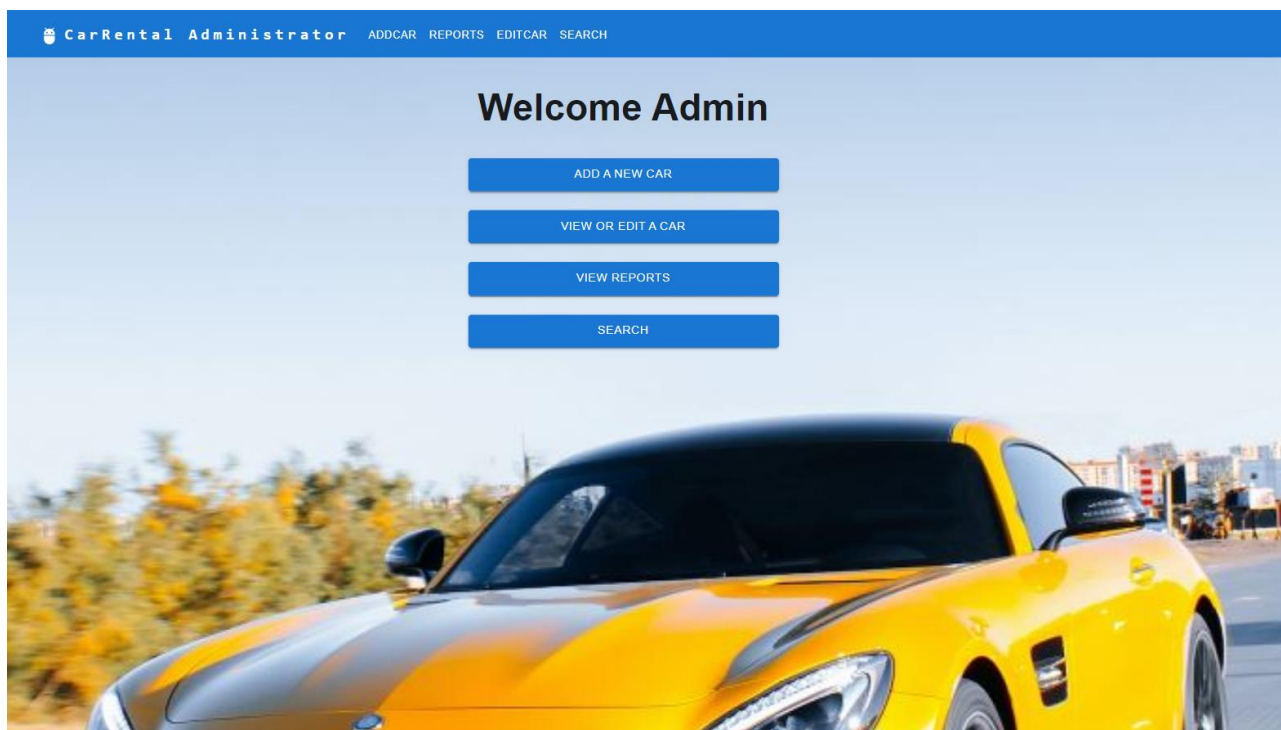 CarRental Administrator ADDCAR REPORTS EDITCAR SEARCH
Welcome Admin
ADD A NEW CAR
VIEW OR EDIT A CAR
VIEW REPORTS
SEARCH